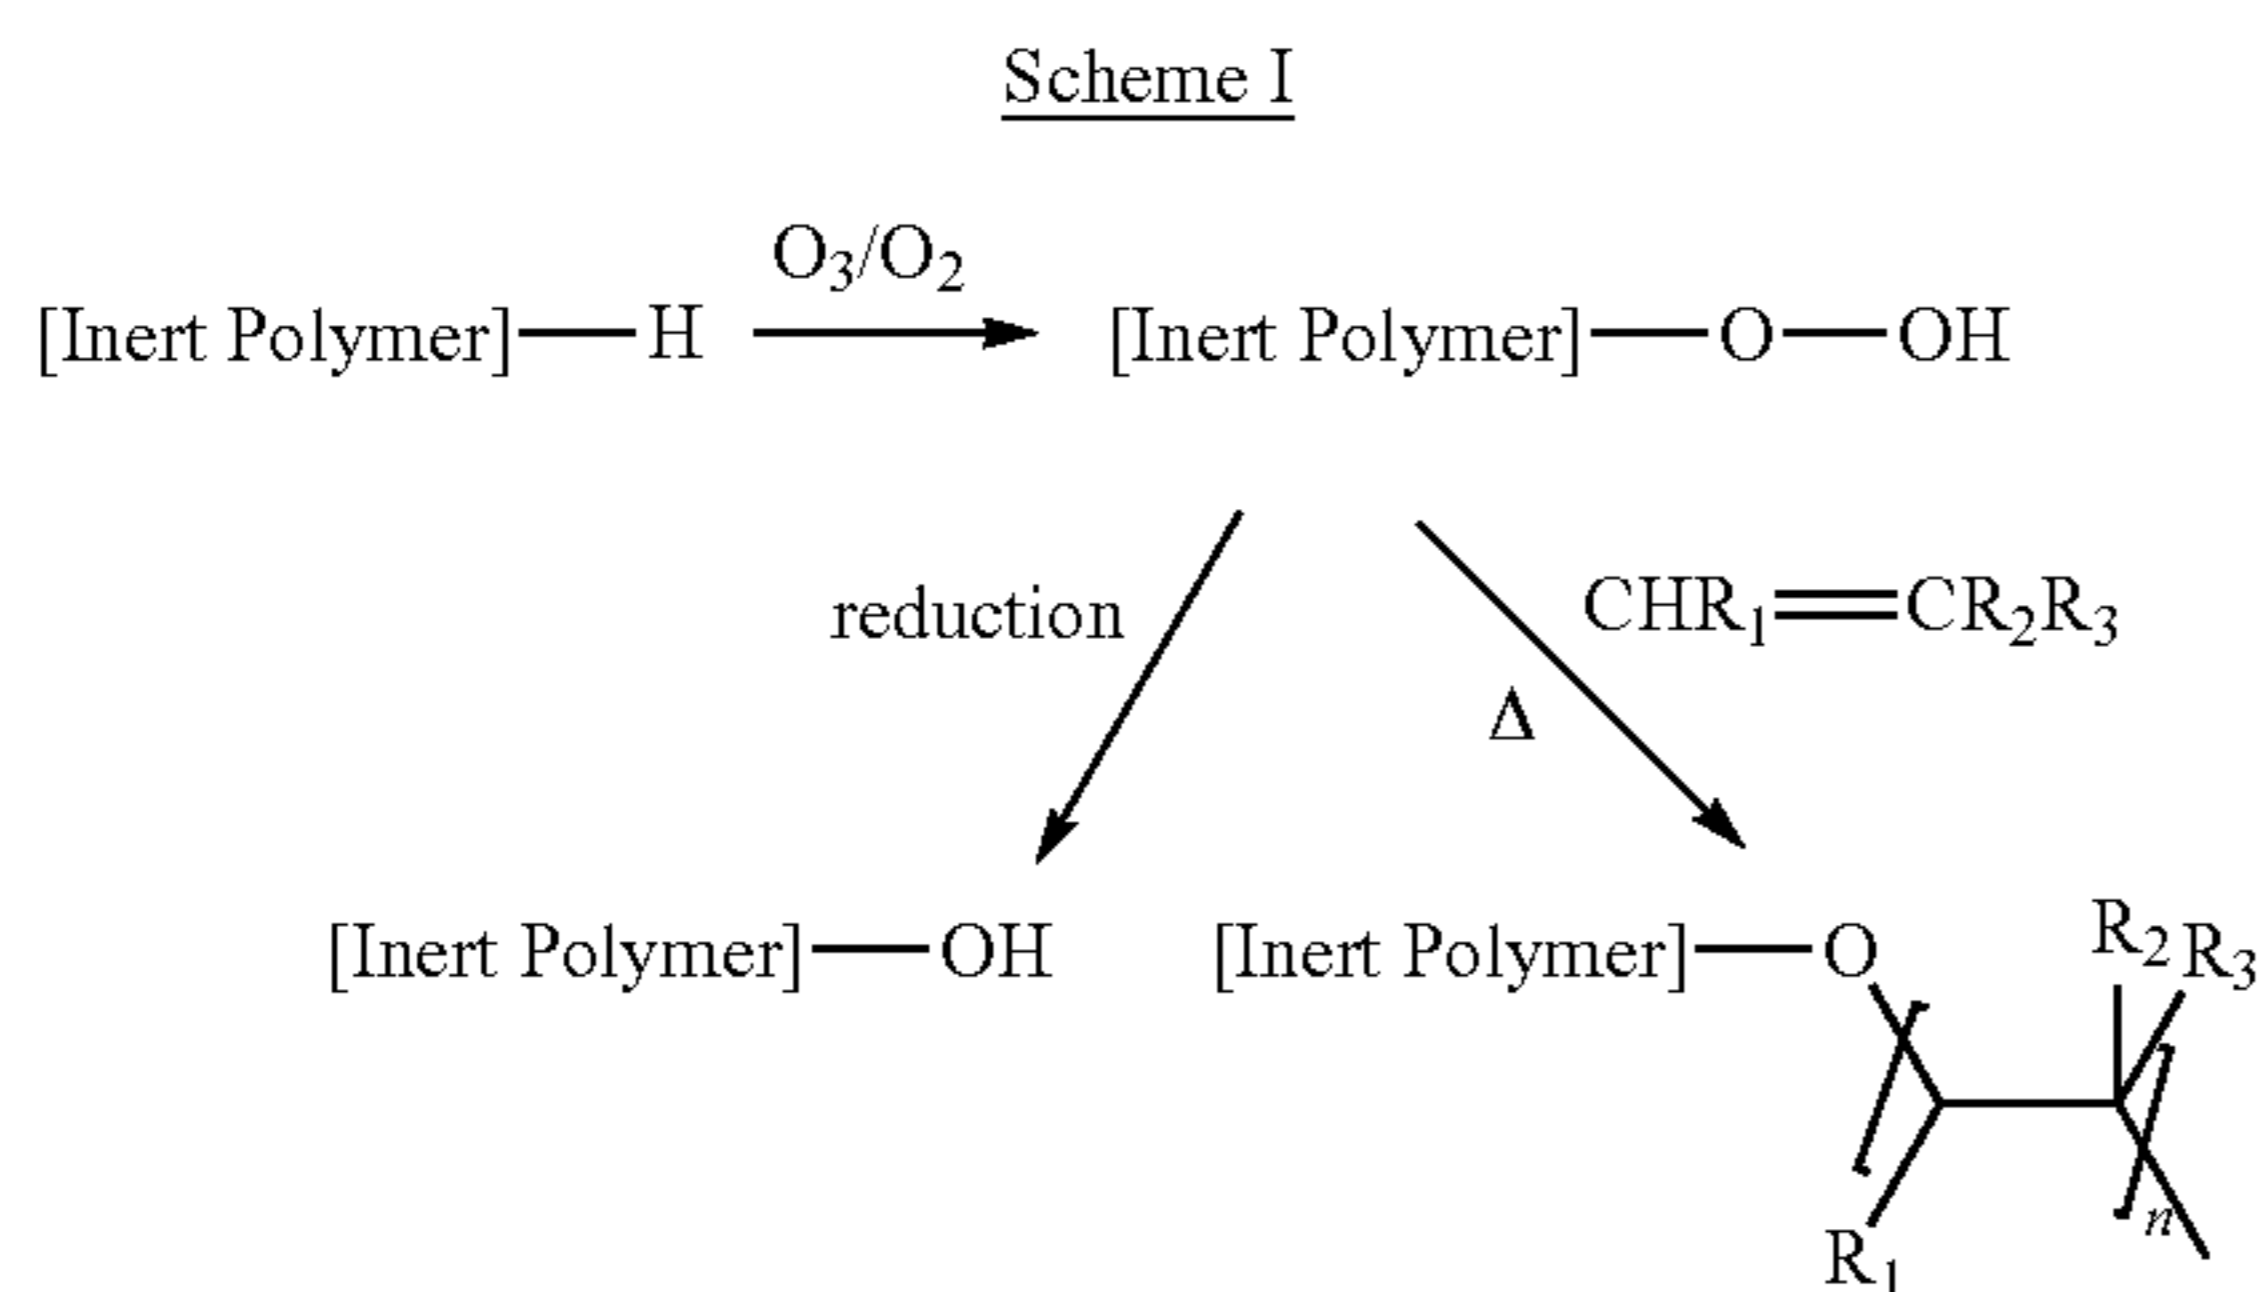 Scheme I
O₃/O₂
[Inert Polymer]—H [Inert Polymer]—O—OH
reduction
CHR₁=CR₂R₃
Δ
[Inert Polymer]—OH
[Inert Polymer]—O
R₂ R₃
n
R₁